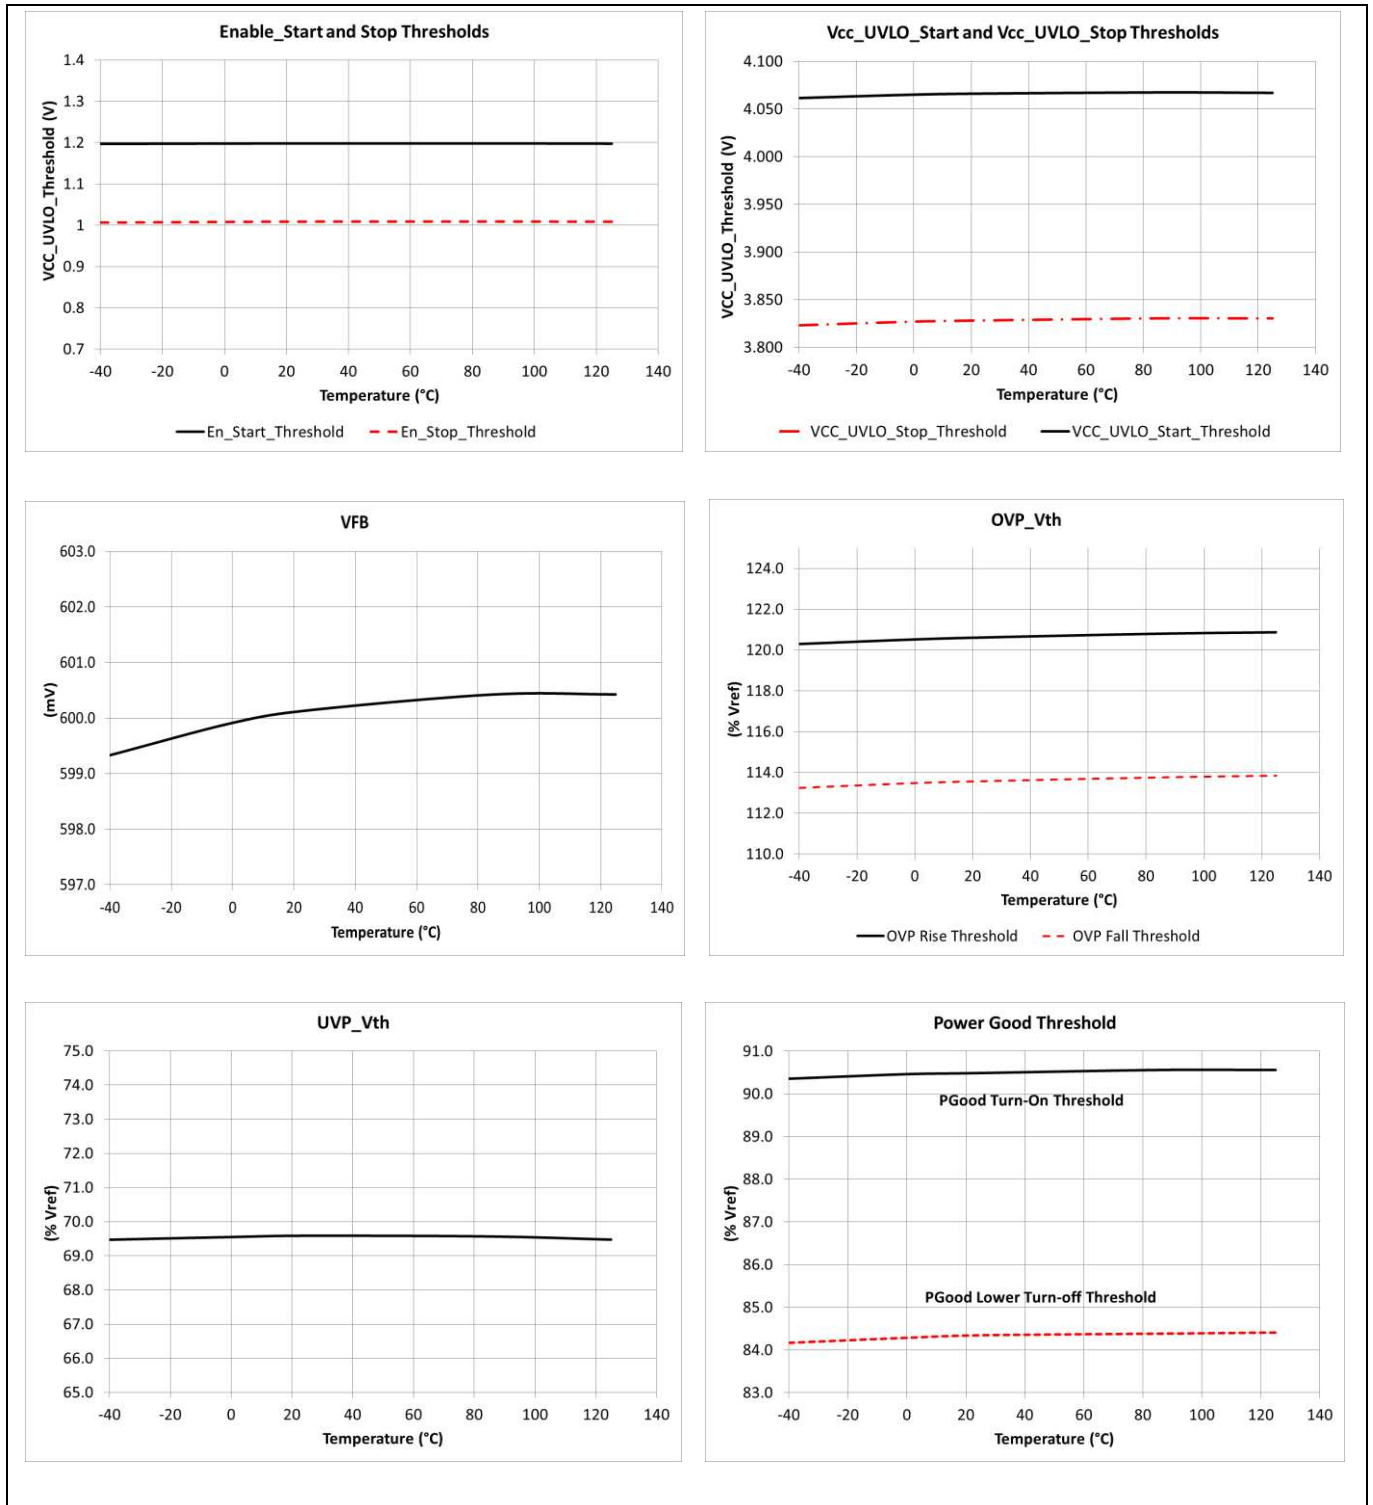 Enable_Start and Stop Thresholds
VCC_UVLO_Threshold (V)
1.4
1.3
1.2
1.1
1
0.9
0.8
0.7
-40 -20 0 20 40 60 80 100 120 140
Temperature (°C)
En_Start_Threshold En_Stop_Threshold
Vcc_UVLO_Start and Vcc_UVLO_Stop Thresholds
VCC_UVLO_Threshold (V)
4.100
4.050
4.000
3.950
3.900
3.850
3.800
-40 -20 0 20 40 60 80 100 120 140
Temperature (°C)
VCC_UVLO_Stop_Threshold VCC_UVLO_Start_Threshold
VFB
(mV)
603.0
602.0
601.0
600.0
599.0
598.0
597.0
-40 -20 0 20 40 60 80 100 120 140
Temperature (°C)
OVP_Vth
(% Vref)
124.0
122.0
120.0
118.0
116.0
114.0
112.0
110.0
-40 -20 0 20 40 60 80 100 120 140
Temperature (°C)
OVP Rise Threshold OVP Fall Threshold
UVP_Vth
(% Vref)
75.0
74.0
73.0
72.0
71.0
70.0
69.0
68.0
67.0
66.0
65.0
-40 -20 0 20 40 60 80 100 120 140
Temperature (°C)
Power Good Threshold
(% Vref)
91.0
90.0
89.0
88.0
87.0
86.0
85.0
84.0
83.0
PGood Turn-On Threshold
PGood Lower Turn-off Threshold
-40 -20 0 20 40 60 80 100 120 140
Temperature (°C)